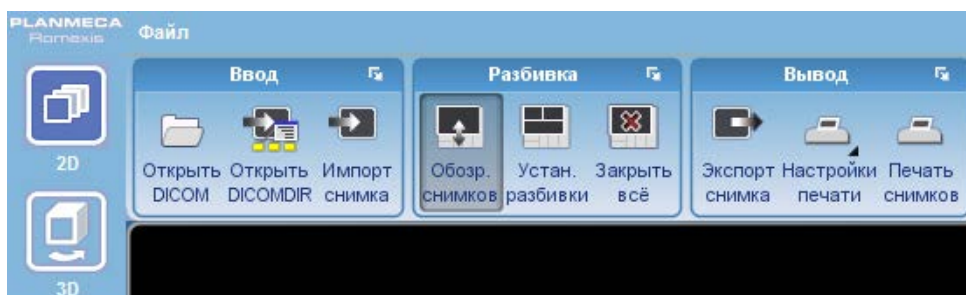 PLANMECA
Romexis
Файл
Ввод
Разбивка
Вывод
Открыть
DICOM
Открыть
DICOMDIR
Импорт
снимка
Обозр.
снимков
Устан.
разбивки
Закрыть
всё
Экспорт
снимка
Настройки
печати
Печать
снимков
2D
3D